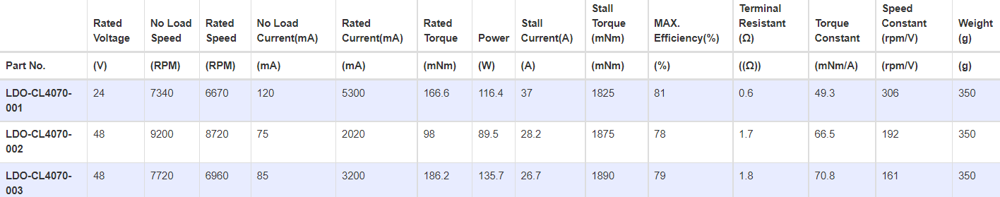 Rated Voltage No Load Speed Rated Speed No Load Current(mA) Rated Current(mA) Rated Torque Power Stall Current(A) Stall Torque (mNm) MAX. Efficiency(%) Terminal Resistant (Ω) Torque Constant Speed Constant (rpm/V) Weight (g)
Part No. (V) (RPM) (RPM) (mA) (mA) (mNm) (W) (A) (mNm) (%) ((Ω)) (mNm/A) (rpm/V) (g)
LDO-CL4070-001 24 7340 6670 120 5300 166.6 116.4 37 1825 81 0.6 49.3 306 350
LDO-CL4070-002 48 9200 8720 75 2020 98 89.5 28.2 1875 78 1.7 66.5 192 350
LDO-CL4070-003 48 7720 6960 85 3200 186.2 135.7 26.7 1890 79 1.8 70.8 161 350